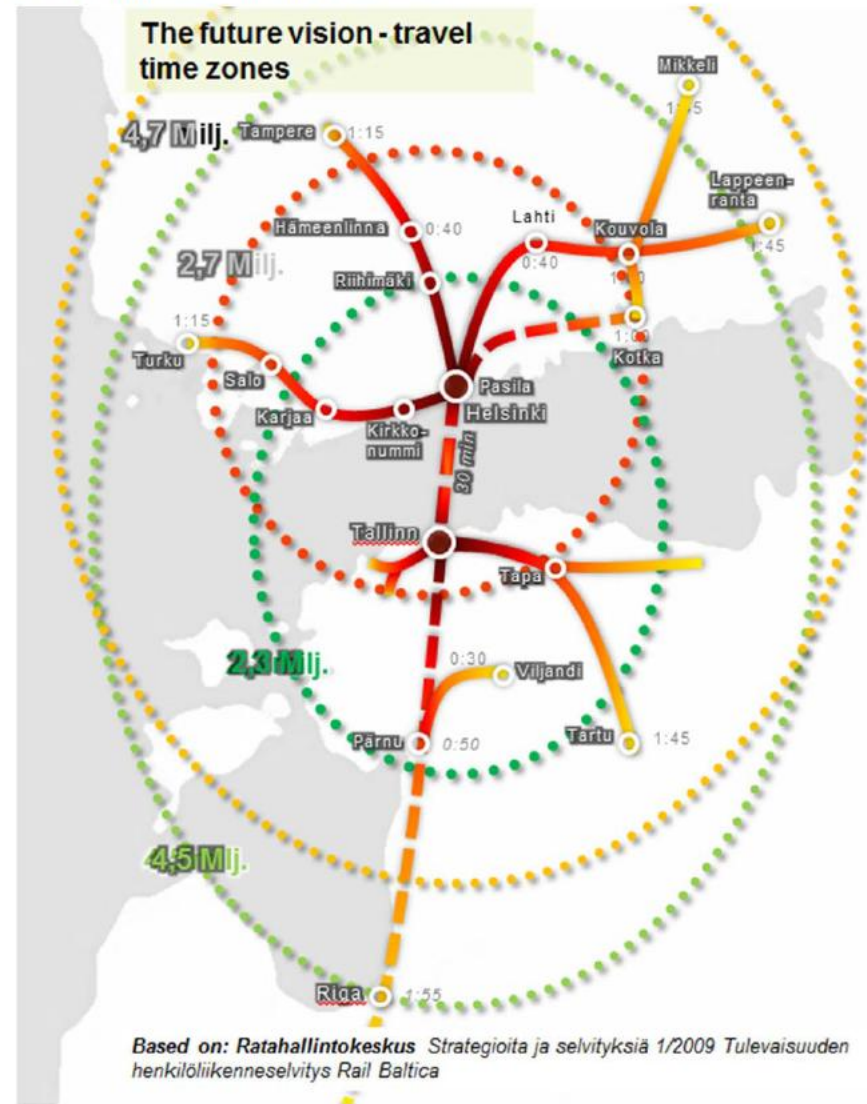 The future vision - travel
time zones
Mikkeli
1:45
4,7 Milj.
Tampere
1:15
Lappeen-
ranta
1:45
Lahti
0:40
Kouvola
Hämeenlinna
0:40
2,7 Milj.
Riihimäki
1:15
Turku
1:00
Kotka
Salo
Pasila
Helsinki
Karjaa
Kirkko-
nummi
30 min
Tallinn
Tapa
2,3 Milj.
0:30
Viljandi
Pärnu
0:50
Tartu
1:45
4,5 Mlj.
Riga
1:55
Based on: Ratahallintokeskus Strategioita ja selvityksiä 1/2009 Tulevaisuuden
henkilöliikenneselvitys Rail Baltica